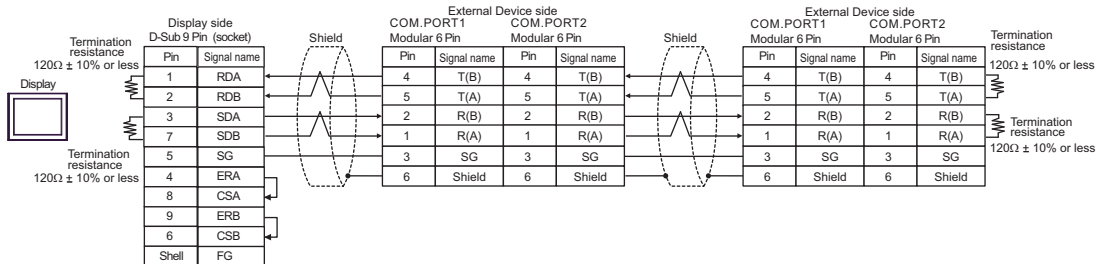 Display side
D-Sub 9 Pin (socket)
Shield
External Device side
COM.PORT1 COM.PORT2
Modular 6 Pin Modular 6 Pin
Shield
External Device side
COM.PORT1 COM.PORT2
Modular 6 Pin Modular 6 Pin
Termination
resistance
120Ω ± 10% or less
Termination
resistance
120Ω ± 10% or less
Display
Pin Signal name Pin Signal name Pin Signal name Pin Signal name Pin Signal name
1 RDA 4 T(B) 4 T(B) 4 T(B) 4 T(B)
2 RDB 5 T(A) 5 T(A) 5 T(A) 5 T(A)
3 SDA 2 R(B) 2 R(B) 2 R(B) 2 R(B)
7 SDB 1 R(A) 1 R(A) 1 R(A) 1 R(A)
5 SG 3 SG 3 SG 3 SG 3 SG
4 ERA 6 Shield 6 Shield 6 Shield 6 Shield
8 CSA
9 ERB
6 CSB
Shell FG
Termination
resistance
120Ω ± 10% or less
Termination
resistance
120Ω ± 10% or less